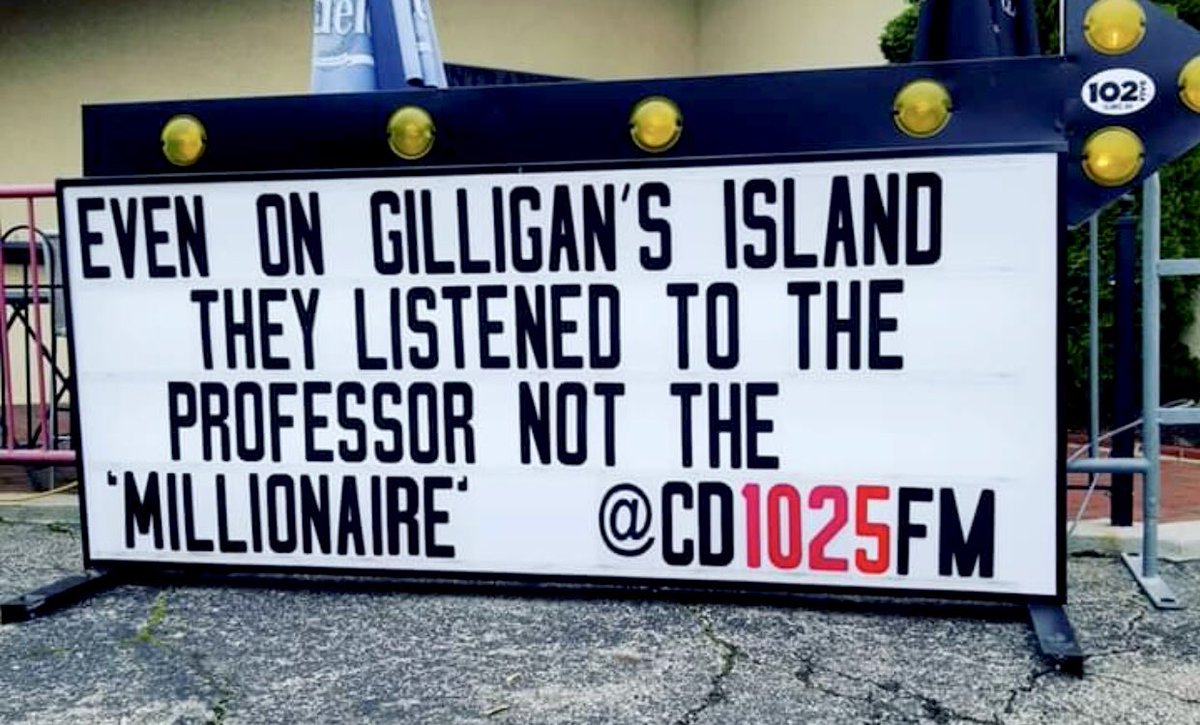 102
EVEN ON GILLIGAN'S ISLAND
THEY LISTENED TO THE
PROFESSOR NOT THE
'MILLIONAIRE' @CD1025FM